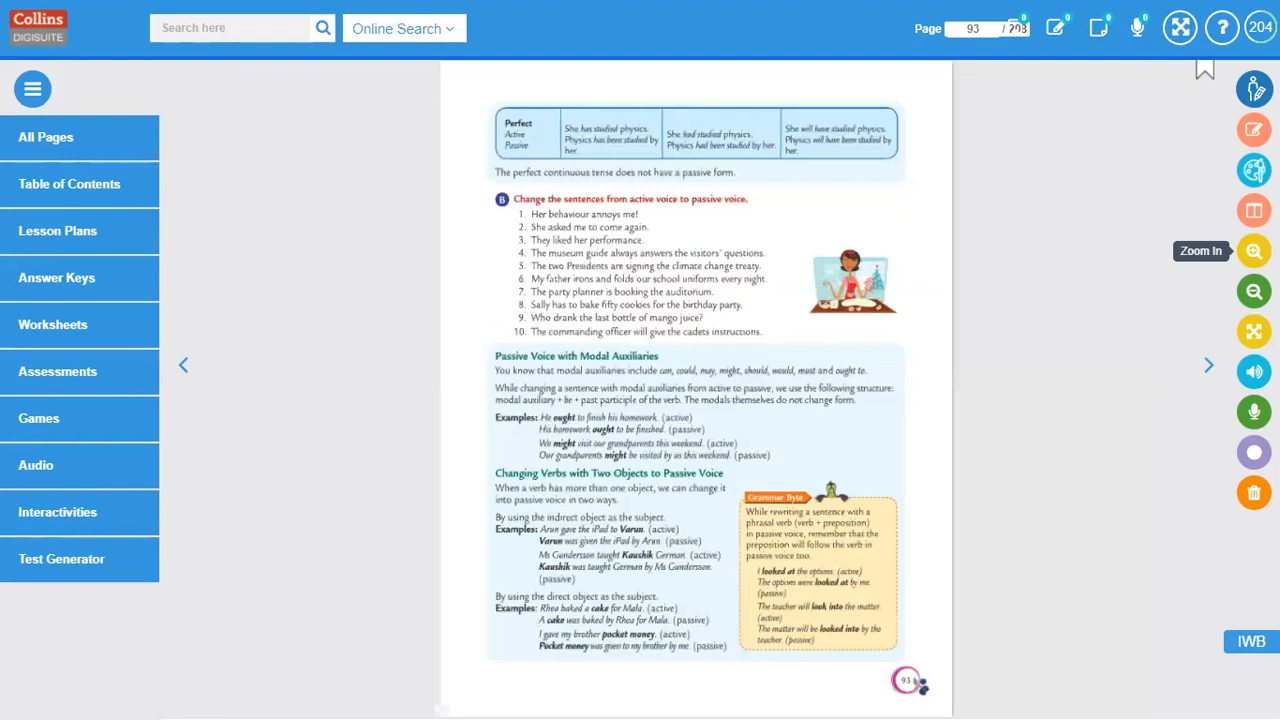 Collins
DIGISUITE
Search here
Online Search
Page 93 / 208
0
0
0
0
204
All Pages
Table of Contents
Lesson Plans
Answer Keys
Worksheets
Assessments
Games
Audio
Interactivities
Test Generator
Zoom In
IWB
Perfect
Active
Passive
She has studied physics.
Physics has been studied by
her.
She had studied physics.
Physics had been studied by her.
She will have studied physics.
Physics will have been studied by
her.
The perfect continuous tense does not have a passive form.
B Change the sentences from active voice to passive voice.
1. Her behaviour annoys me!
2. She asked me to come again.
3. They liked her performance.
4. The museum guide always answers the visitors' questions.
5. The two Presidents are signing the climate change treaty.
6. My father irons and folds our school uniforms every night.
7. The party planner is booking the auditorium.
8. Sally has to bake fifty cookies for the birthday party.
9. Who drank the last bottle of mango juice?
10. The commanding officer will give the cadets instructions.
Passive Voice with Modal Auxiliaries
You know that modal auxiliaries include can, could, may, might, should, would, must and ought to.
While changing a sentence with modal auxiliaries from active to passive, we use the following structure:
modal auxiliary + be + past participle of the verb. The modals themselves do not change form.
Examples: He ought to finish his homework. (active)
His homework ought to be finished. (passive)
We might visit our grandparents this weekend. (active)
Our grandparents might be visited by us this weekend. (passive)
Changing Verbs with Two Objects to Passive Voice
When a verb has more than one object, we can change it
into passive voice in two ways.
By using the indirect object as the subject.
Examples: Arun gave the iPad to Varun. (active)
Varun was given the iPad by Arun. (passive)
Ms Gundersson taught Kaushik German. (active)
Kaushik was taught German by Ms Gundersson.
(passive)
By using the direct object as the subject.
Examples: Rhea baked a cake for Mala. (active)
A cake was baked by Rhea for Mala. (passive)
I gave my brother pocket money. (active)
Pocket money was given to my brother by me. (passive)
Grammar Byte
While rewriting a sentence with a
phrasal verb (verb + preposition)
in passive voice, remember that the
preposition will follow the verb in
passive voice too.
I looked at the options. (active)
The options were looked at by me.
(passive)
The teacher will look into the matter.
(active)
The matter will be looked into by the
teacher. (passive)
93